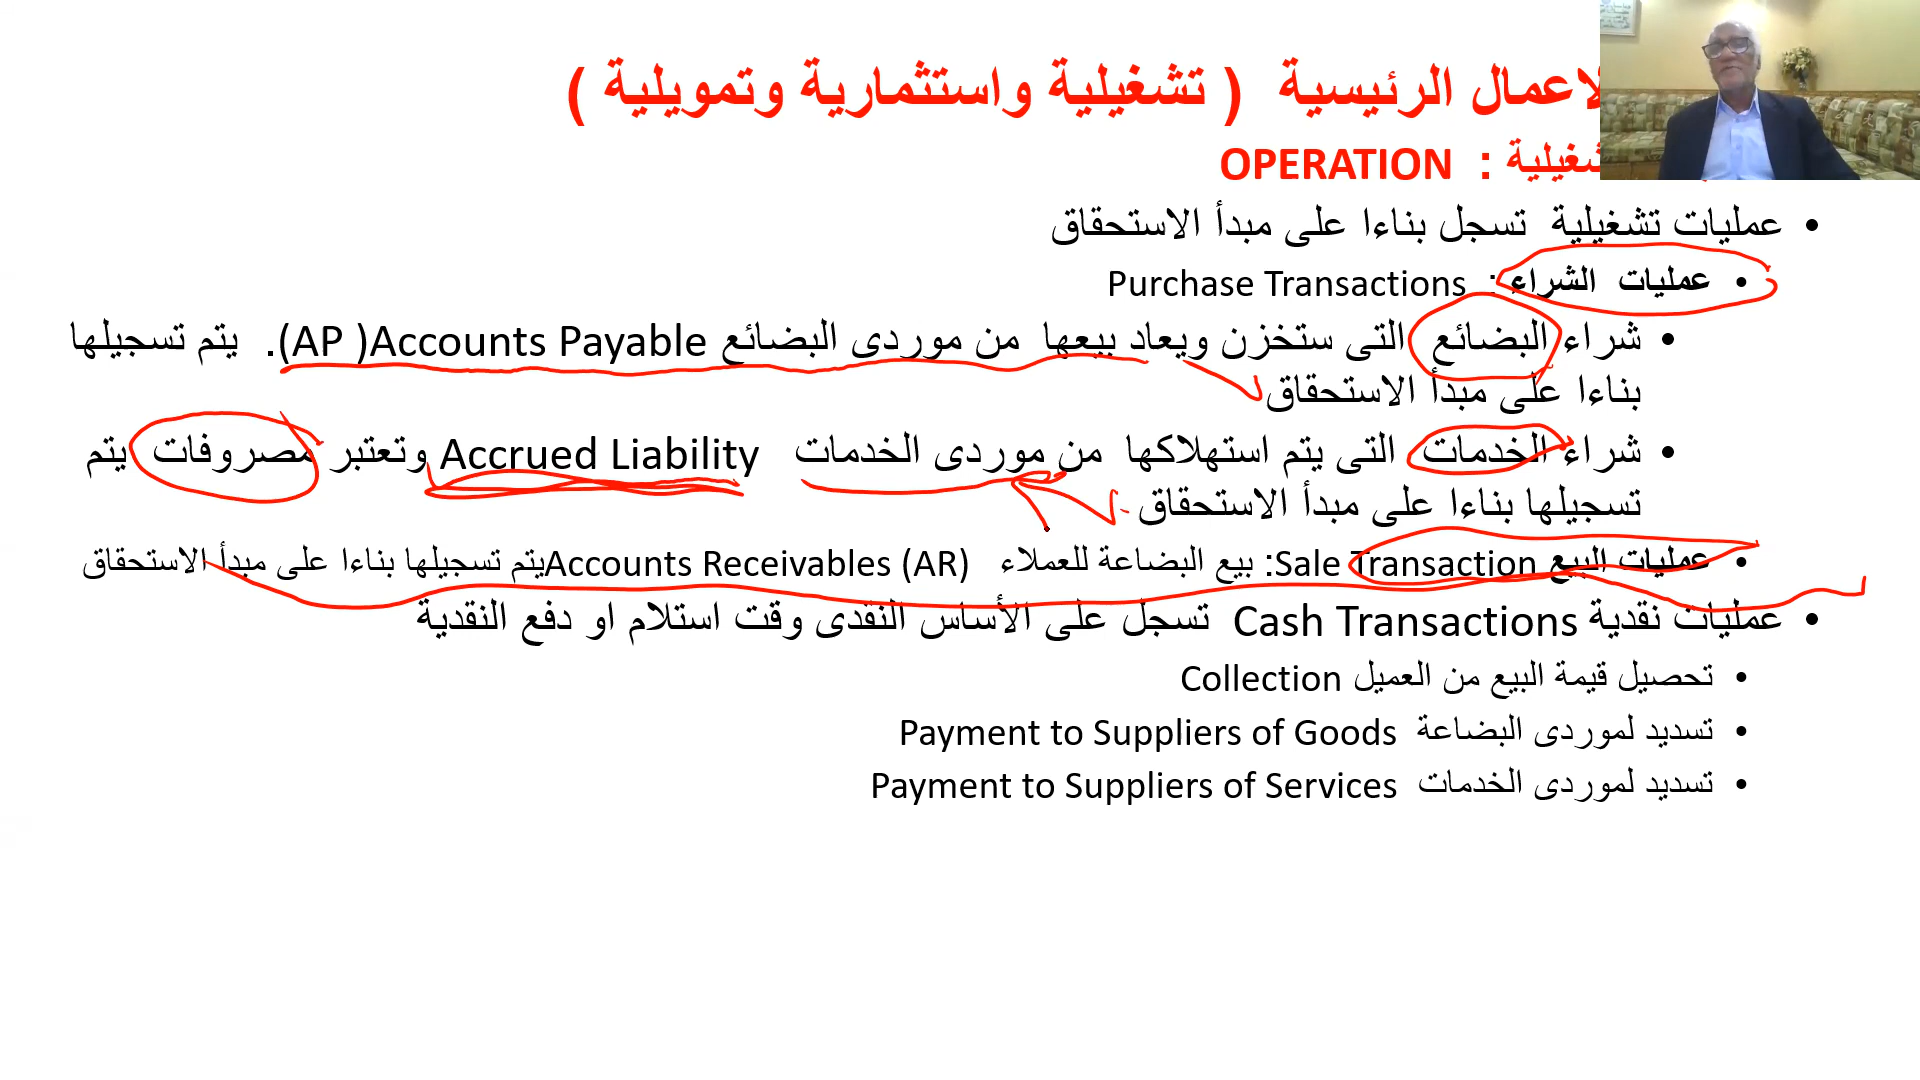 لاعمال الرئيسية ( تشغيلية واستثمارية وتمويلية )
شغيلية : OPERATION
• عمليات تشغيلية تسجل بناءا على مبدأ الاستحقاق
• عمليات الشراء : Purchase Transactions
• شراء البضائع التى ستخزن ويعاد بيعها من موردى البضائع Accounts Payable( AP). يتم تسجيلها
بناءا على مبدأ الاستحقاق
• شراء الخدمات التى يتم استهلاكها من موردى الخدمات Accrued Liability وتعتبر مصروفات يتم
تسجيلها بناءا على مبدأ الاستحقاق
• عمليات البيع Sale Transaction: بيع البضاعة للعملاء Accounts Receivables (AR)يتم تسجيلها بناءا على مبدأ الاستحقاق
• عمليات نقدية Cash Transactions تسجل على الأساس النقدى وقت استلام او دفع النقدية
• تحصيل قيمة البيع من العميل Collection
• تسديد لموردى البضاعة Payment to Suppliers of Goods
• تسديد لموردى الخدمات Payment to Suppliers of Services